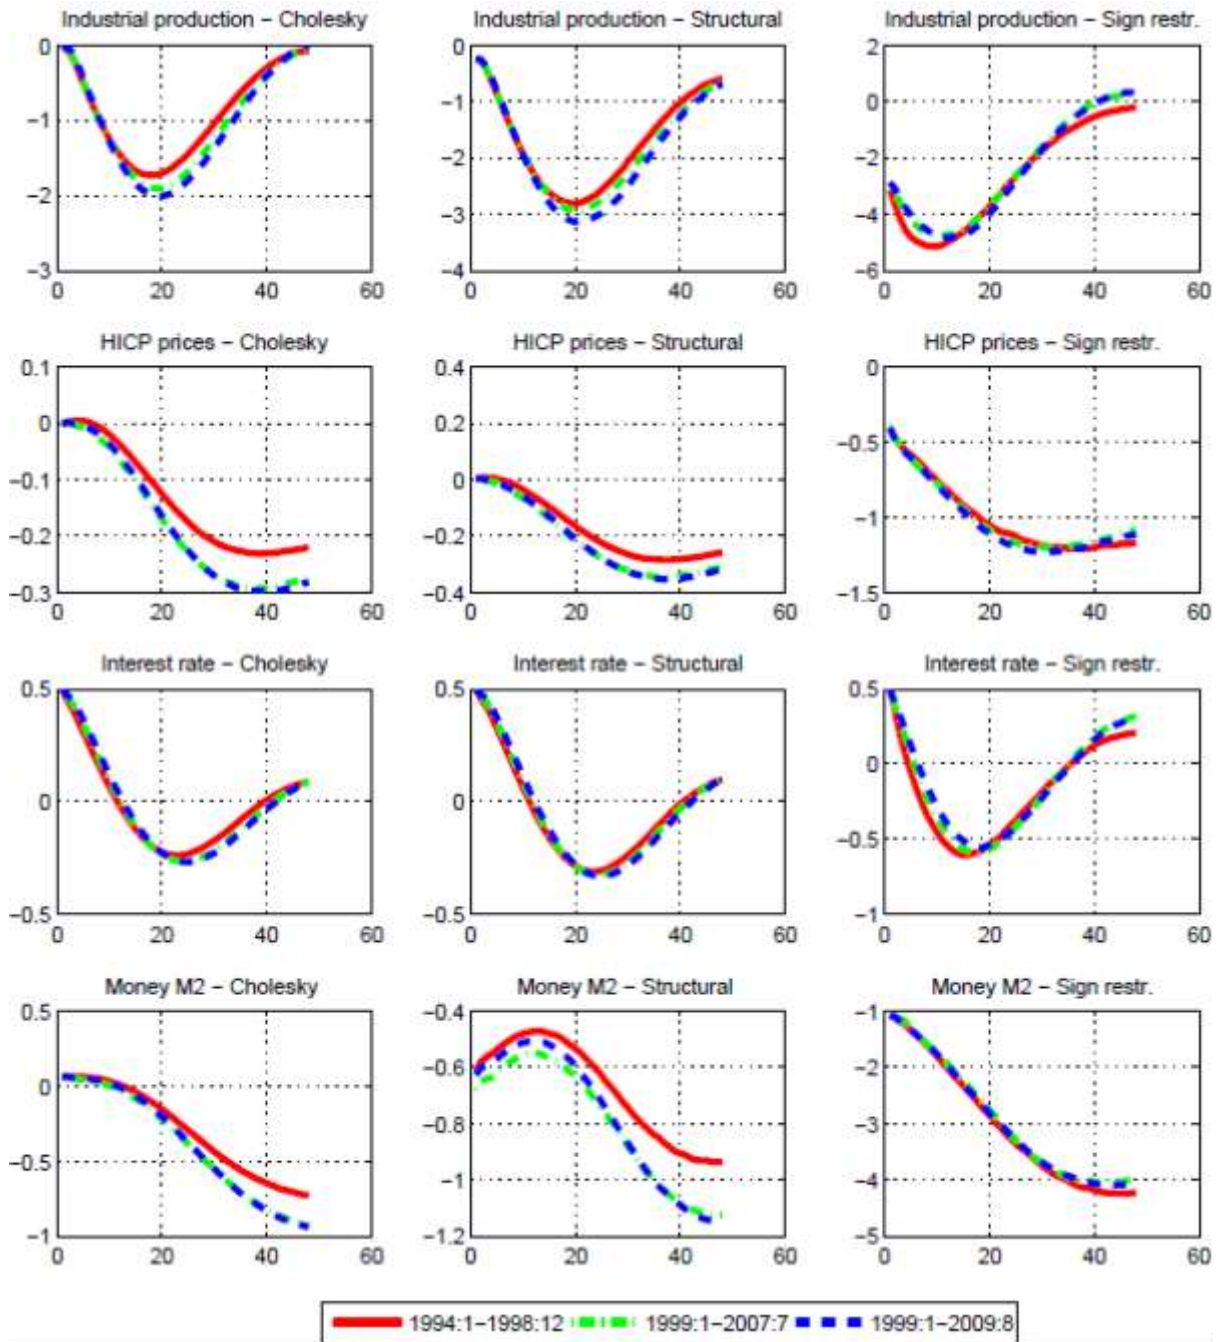 Industrial production − Cholesky
Industrial production − Structural
Industrial production − Sign restr.
0
−1
−2
−3
0 20 40 60
0
−1
−2
−3
−4
0 20 40 60
2
0
−2
−4
−6
0 20 40 60
HICP prices − Cholesky
HICP prices − Structural
HICP prices − Sign restr.
0.1
0
−0.1
−0.2
−0.3
0 20 40 60
0.4
0.2
0
−0.2
−0.4
0 20 40 60
0
−0.5
−1
−1.5
0 20 40 60
Interest rate − Cholesky
Interest rate − Structural
Interest rate − Sign restr.
0.5
0
−0.5
0 20 40 60
0.5
0
−0.5
0 20 40 60
0.5
0
−0.5
−1
0 20 40 60
Money M2 − Cholesky
Money M2 − Structural
Money M2 − Sign restr.
0.5
0
−0.5
−1
0 20 40 60
−0.4
−0.6
−0.8
−1
−1.2
0 20 40 60
−1
−2
−3
−4
−5
0 20 40 60
1994:1−1998:12 1999:1−2007:7 1999:1−2009:8